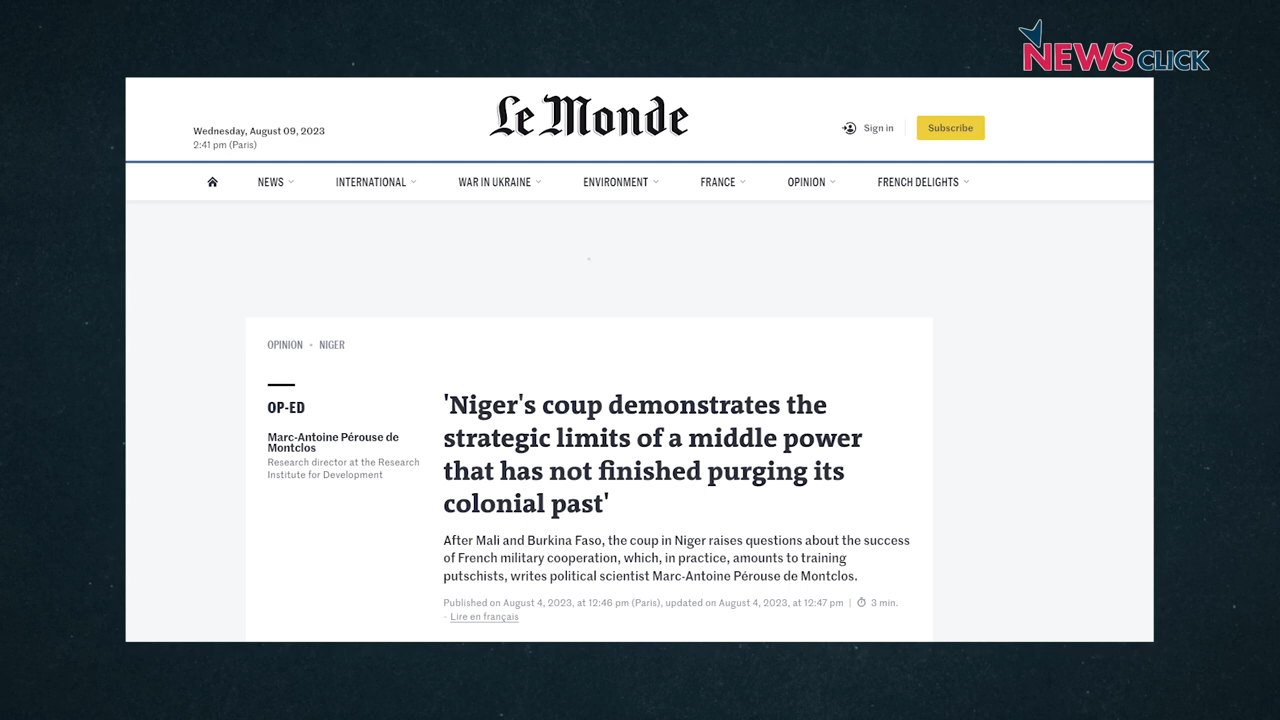 NEWSCLICK
Le Monde
Wednesday, August 09, 2023
2:41 pm (Paris)
Sign in
Subscribe
NEWS
INTERNATIONAL
WAR IN UKRAINE
ENVIRONMENT
FRANCE
OPINION
FRENCH DELIGHTS
OPINION • NIGER
OP-ED
Marc-Antoine Pérouse de
Montclos
Research director at the Research
Institute for Development
'Niger's coup demonstrates the
strategic limits of a middle power
that has not finished purging its
colonial past'
After Mali and Burkina Faso, the coup in Niger raises questions about the success
of French military cooperation, which, in practice, amounts to training
putschists, writes political scientist Marc-Antoine Pérouse de Montclos.
Published on August 4, 2023, at 12:46 pm (Paris), updated on August 4, 2023, at 12:47 pm | 3 min.
· Lire en français